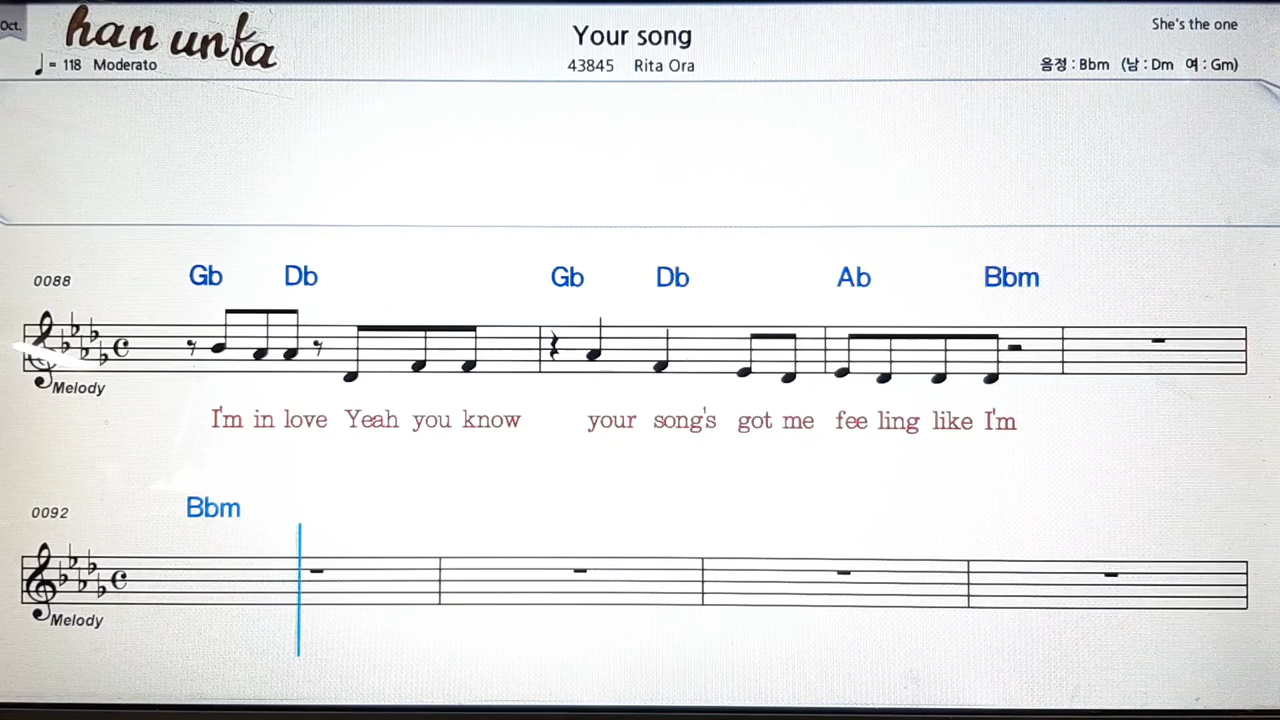 Oct.
han unfa
She's the one
Your song
♩ = 118 Moderato
43845 Rita Ora
음정 : Bbm (남 : Dm 여 : Gm)
0088
Gb Db Gb Db Ab Bbm
Melody
I'm in love Yeah you know your song's got me fee ling like I'm
0092
Bbm
Melody